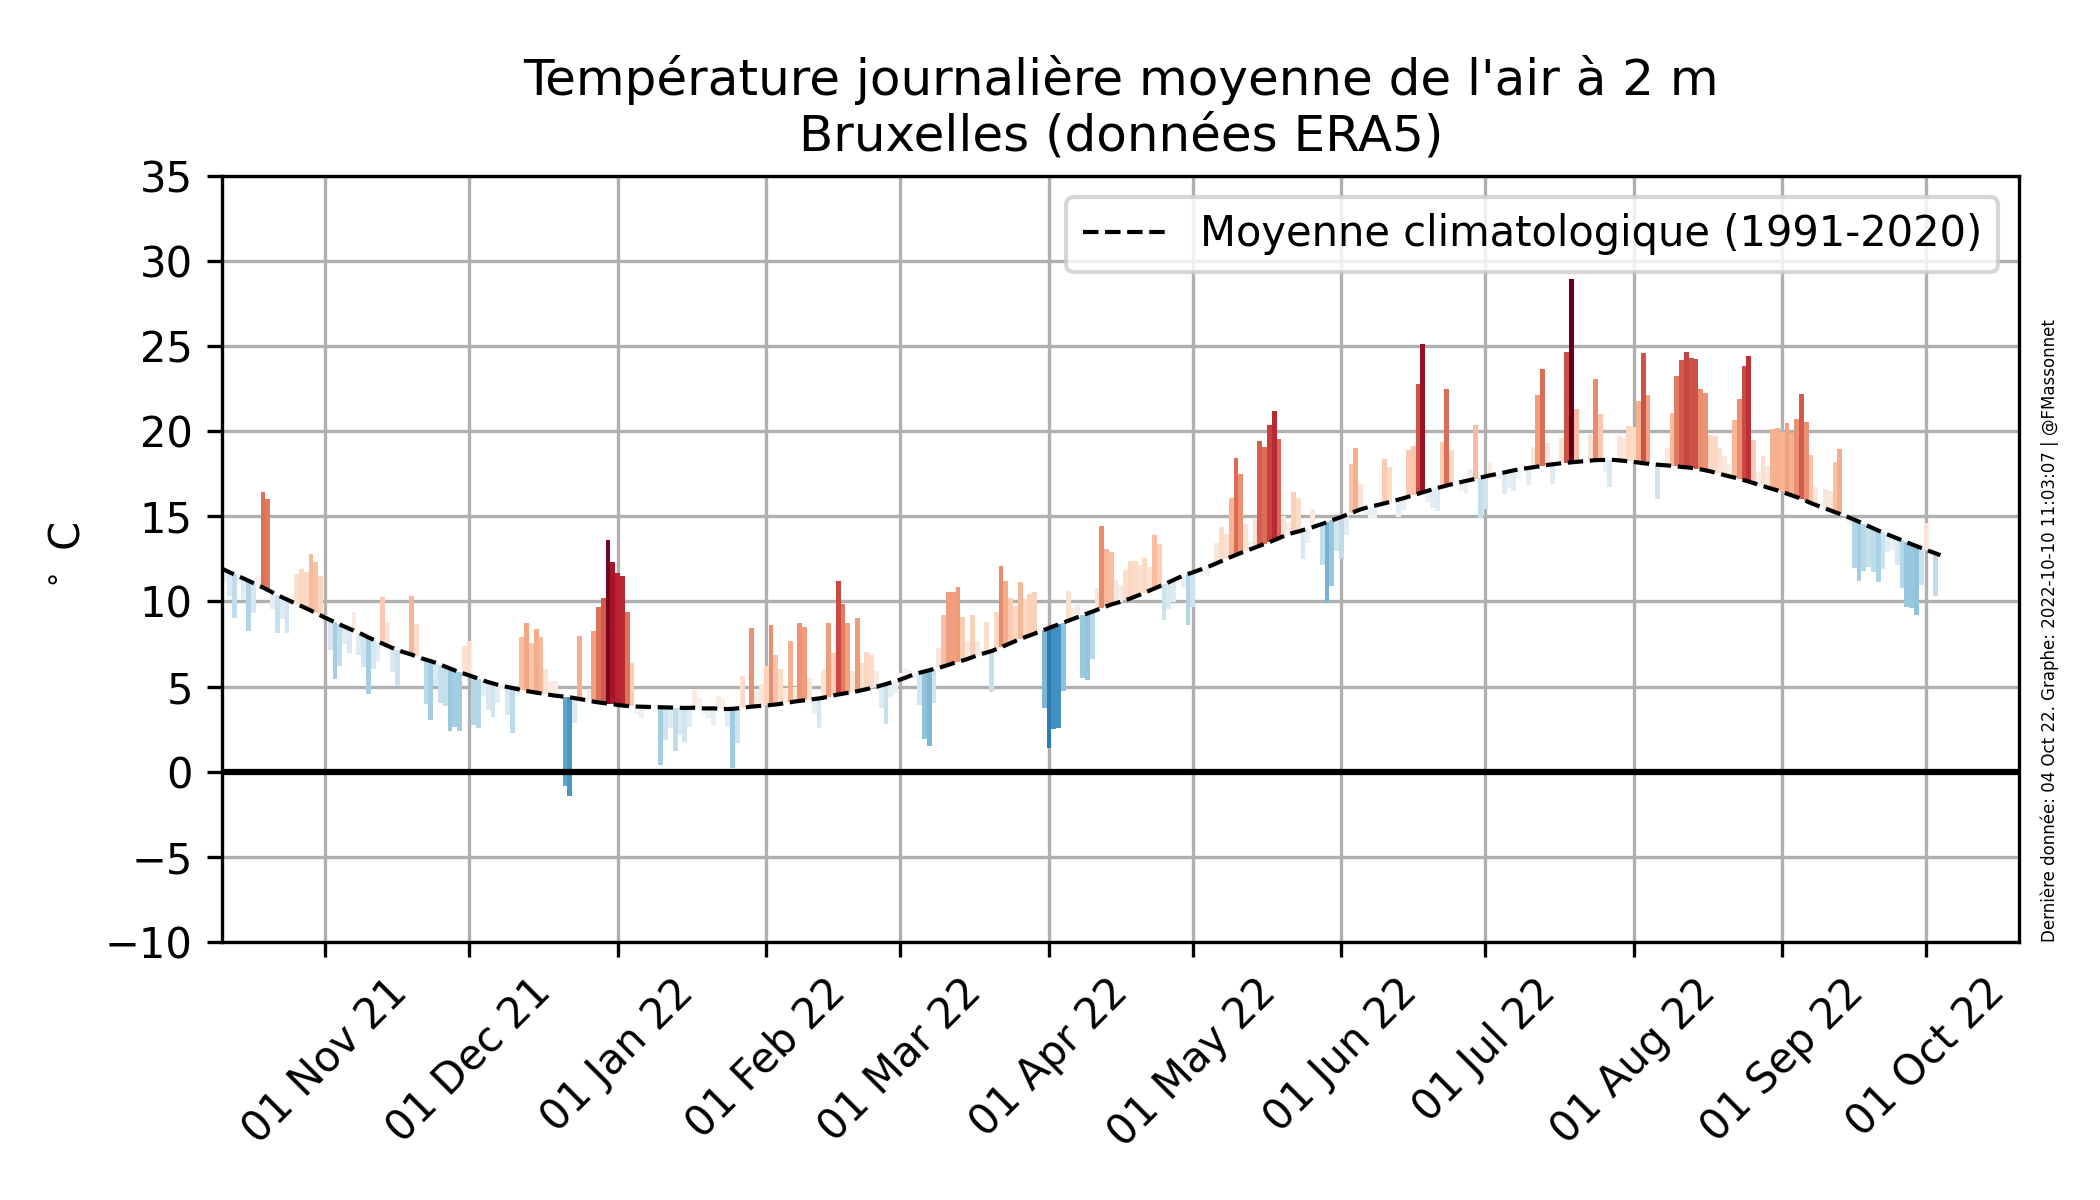 Température journalière moyenne de l'air à 2 m
Bruxelles (données ERA5)
Moyenne climatologique (1991-2020)
35
30
25
20
15
10
5
0
−5
−10
° C
01 Nov 21
01 Dec 21
01 Jan 22
01 Feb 22
01 Mar 22
01 Apr 22
01 May 22
01 Jun 22
01 Jul 22
01 Aug 22
01 Sep 22
01 Oct 22
Dernière donnée: 04 Oct 22. Graphe: 2022-10-10 11:03:07 | @FMassonnet